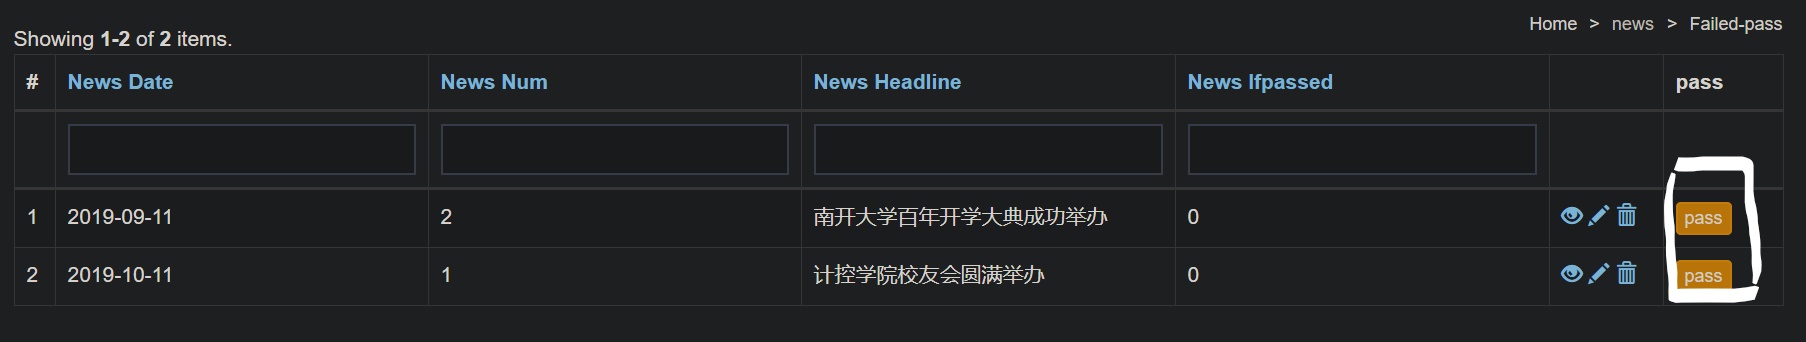 Home > news > Failed-pass
Showing 1-2 of 2 items.
# News Date News Num News Headline News Ifpassed pass
1 2019-09-11 2 南开大学百年开学大典成功举办 0 pass
2 2019-10-11 1 计控学院校友会圆满举办 0 pass